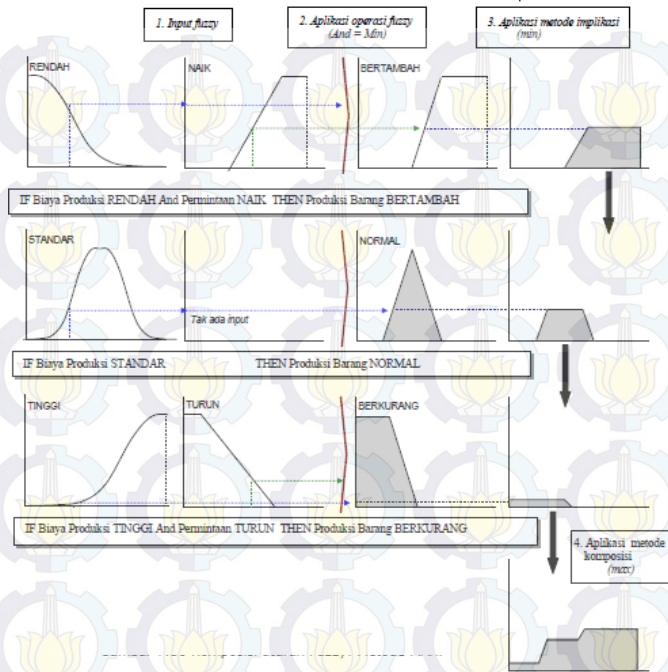 1. Input fuzzy
2. Aplikasi operasi fuzzy
(And = Min)
3. Aplikasi metode implikasi
(min)
RENDAH
NAIK
BERTAMBAH
IF Biaya Produksi RENDAH And Permintaan NAIK THEN Produksi Barang BERTAMBAH
STANDAR
NORMAL
Tak ada input
IF Biaya Produksi STANDAR THEN Produksi Barang NORMAL
TINGGI
TURUN
BERKURANG
IF Biaya Produksi TINGGI And Permintaan TURUN THEN Produksi Barang BERKURANG
4. Aplikasi metode
komposisi
(max)